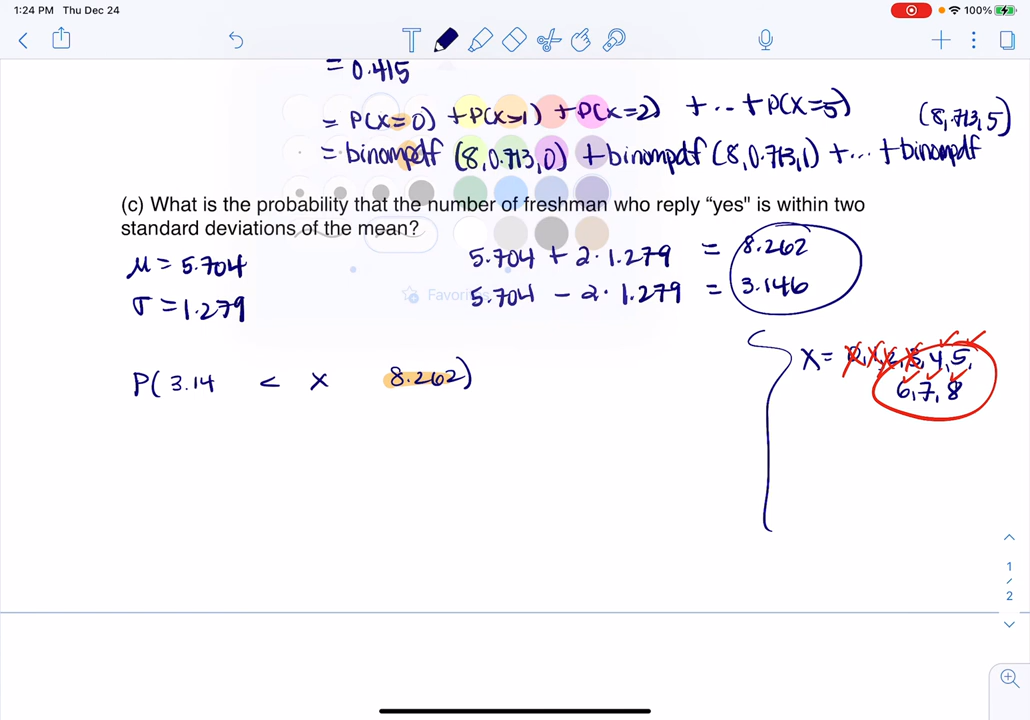 1:24 PM Thu Dec 24
100%
= 0.415
= P(X=0) +P(X=1) +P(X=2) +...+P(X=5)
(8,.713,5)
= binompdf (8,0.713,0) +binompdf (8,0.713,1) +... +binompdf
(c) What is the probability that the number of freshman who reply “yes" is within two
standard deviations of the mean?
μ = 5.704
5.704 + 2·1.279 = 8.262
σ = 1.279
5.704 - 2·1.279 = 3.146
Favorites
X = 0,1,2,3,4,5,
6,7,8
P( 3.14 < X 8.262)
1
/
2